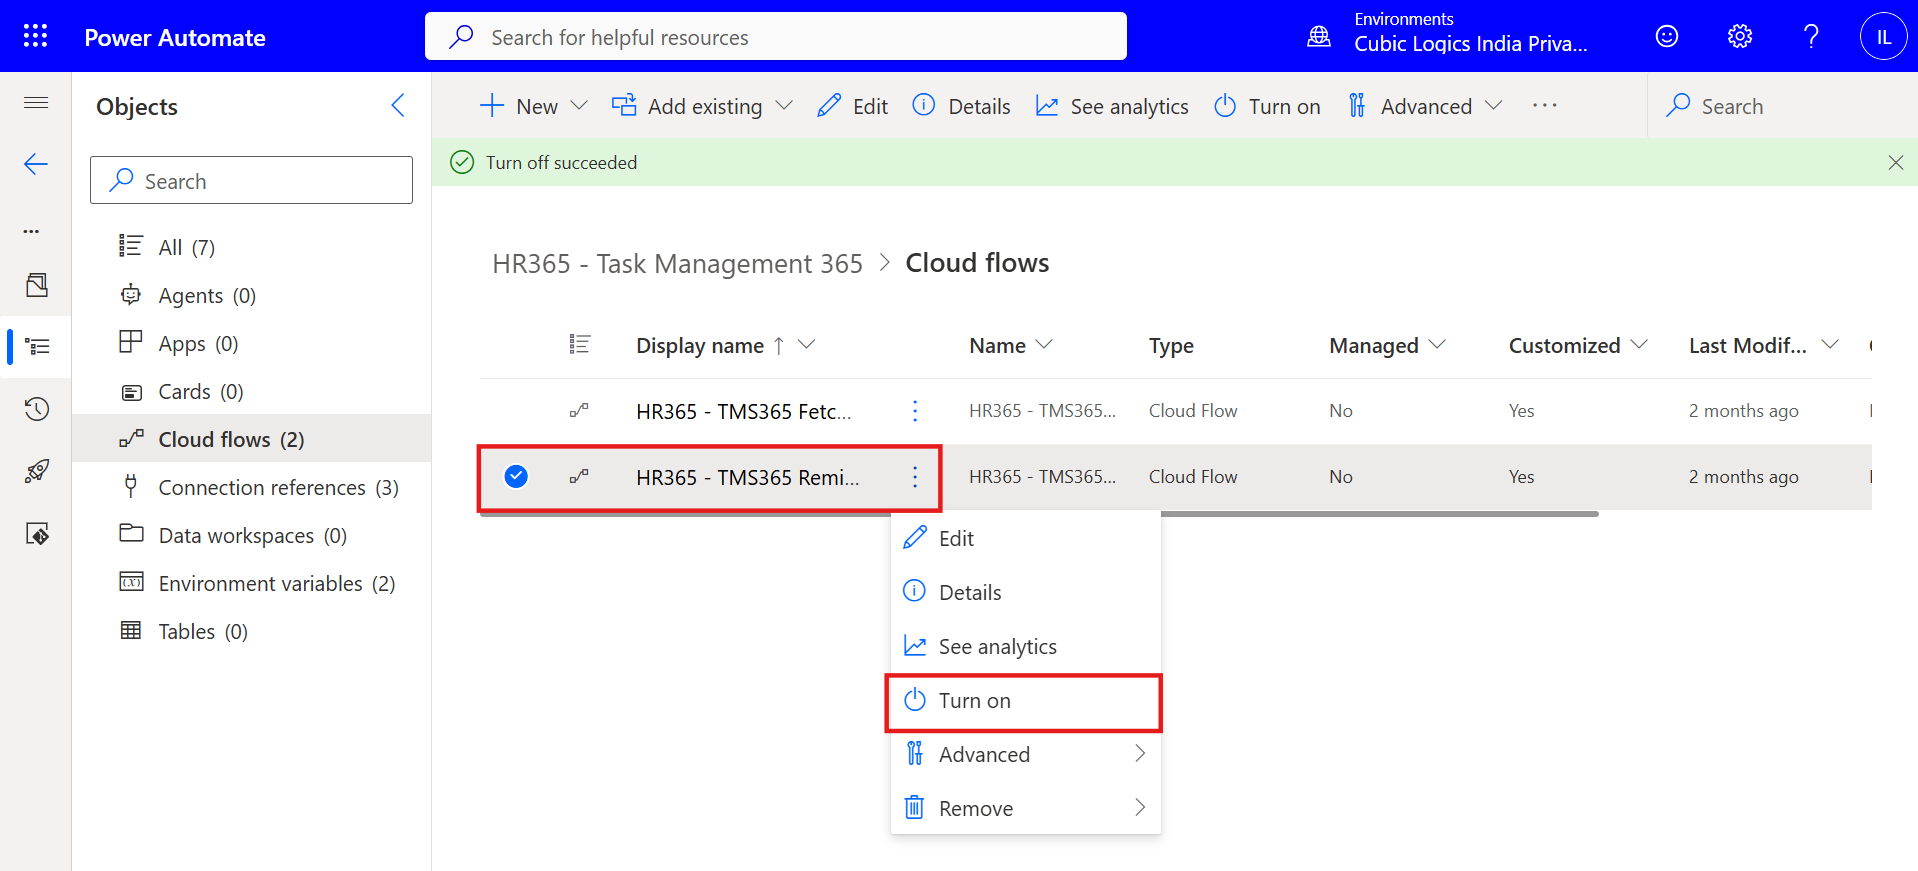 Power Automate
Search for helpful resources
Environments
Cubic Logics India Priva...
?
IL
Objects
New
Add existing
Edit
Details
See analytics
Turn on
Advanced
...
Search
Turn off succeeded
Search
All (7)
Agents (0)
Apps (0)
Cards (0)
Cloud flows (2)
Connection references (3)
Data workspaces (0)
Environment variables (2)
Tables (0)
HR365 - Task Management 365 > Cloud flows
Display name ↑ Name Type Managed Customized Last Modif...
HR365 - TMS365 Fetc... HR365 - TMS365... Cloud Flow No Yes 2 months ago
HR365 - TMS365 Remi... HR365 - TMS365... Cloud Flow No Yes 2 months ago
Edit
Details
See analytics
Turn on
Advanced
Remove